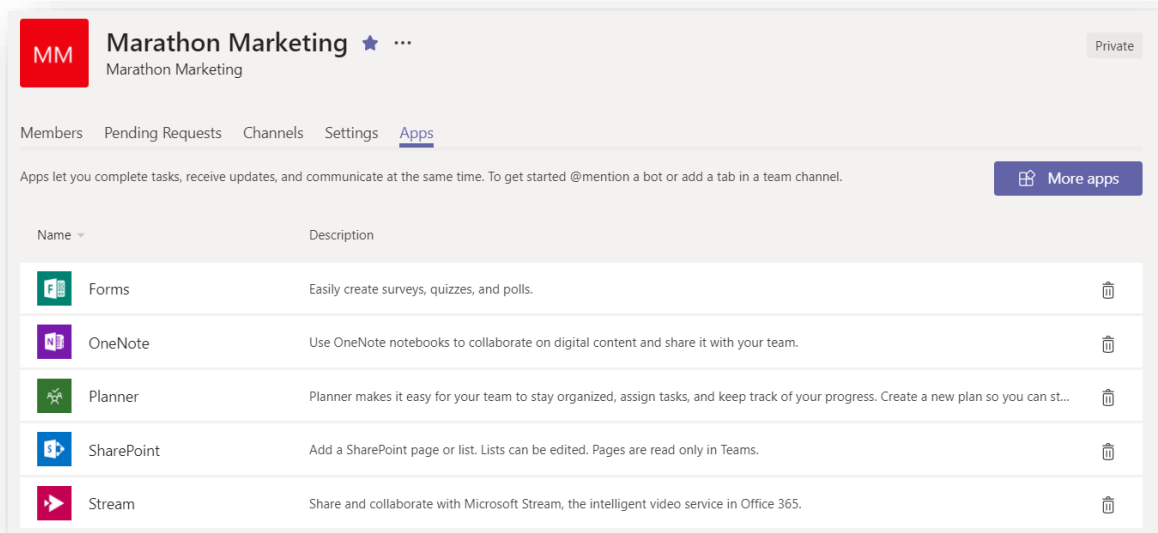 MM
Marathon Marketing ...
Marathon Marketing
Private
Members Pending Requests Channels Settings Apps
Apps let you complete tasks, receive updates, and communicate at the same time. To get started @mention a bot or add a tab in a team channel.
More apps
Name Description
Forms Easily create surveys, quizzes, and polls.
OneNote Use OneNote notebooks to collaborate on digital content and share it with your team.
Planner Planner makes it easy for your team to stay organized, assign tasks, and keep track of your progress. Create a new plan so you can st...
SharePoint Add a SharePoint page or list. Lists can be edited. Pages are read only in Teams.
Stream Share and collaborate with Microsoft Stream, the intelligent video service in Office 365.